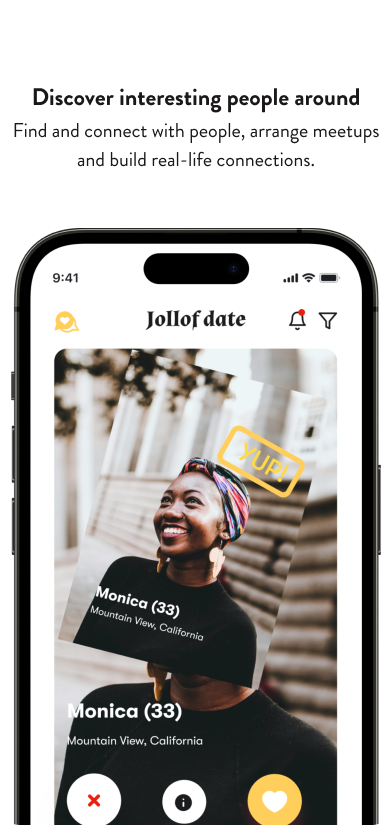 Discover interesting people around
Find and connect with people, arrange meetups
and build real-life connections.
9:41
Jollof date
YUP!
Monica (33)
Mountain View, California
Monica (33)
Mountain View, California